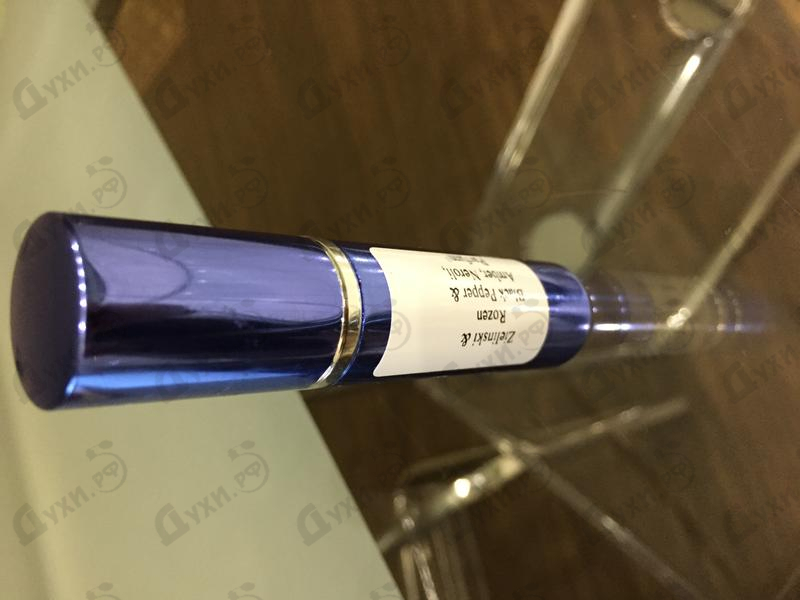 Zielinski &
Rozen
Black Pepper &
Amber, Neroli,
Parfum
Духи.рф